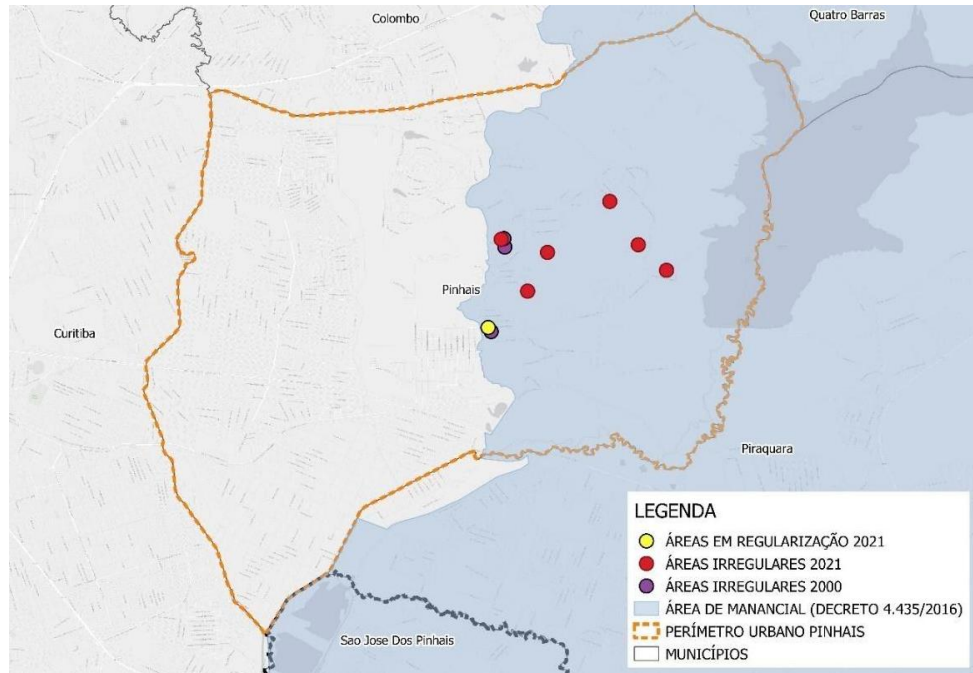 Colombo
Quatro Barras
Pinhais
Curitiba
Piraquara
Sao Jose Dos Pinhais
LEGENDA
ÁREAS EM REGULARIZAÇÃO 2021
ÁREAS IRREGULARES 2021
ÁREAS IRREGULARES 2000
ÁREA DE MANANCIAL (DECRETO 4.435/2016)
PERÍMETRO URBANO PINHAIS
MUNICÍPIOS